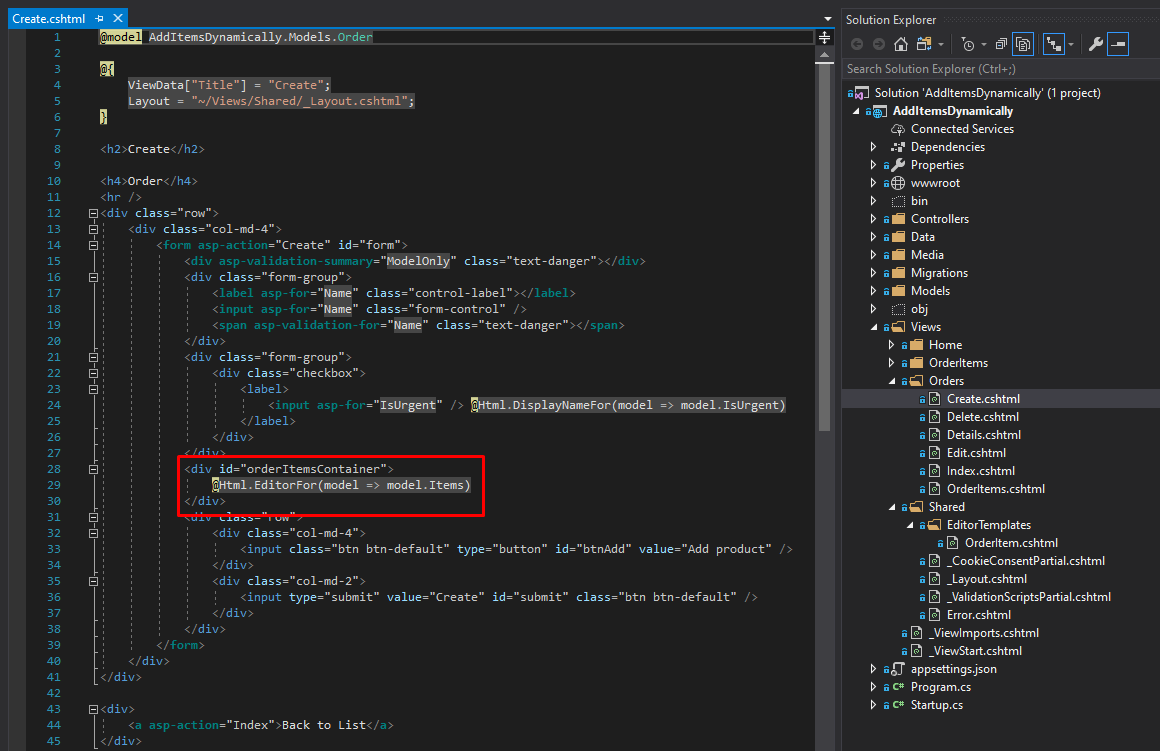 Create.cshtml
1 @model AddItemsDynamically.Models.Order
2
3 @{
4 ViewData["Title"] = "Create";
5 Layout = "~/Views/Shared/_Layout.cshtml";
6 }
7
8 <h2>Create</h2>
9
10 <h4>Order</h4>
11 <hr />
12 <div class="row">
13 <div class="col-md-4">
14 <form asp-action="Create" id="form">
15 <div asp-validation-summary="ModelOnly" class="text-danger"></div>
16 <div class="form-group">
17 <label asp-for="Name" class="control-label"></label>
18 <input asp-for="Name" class="form-control" />
19 <span asp-validation-for="Name" class="text-danger"></span>
20 </div>
21 <div class="form-group">
22 <div class="checkbox">
23 <label>
24 <input asp-for="IsUrgent" /> @Html.DisplayNameFor(model => model.IsUrgent)
25 </label>
26 </div>
27 </div>
28 <div id="orderItemsContainer">
29 @Html.EditorFor(model => model.Items)
30 </div>
31 <div class="row">
32 <div class="col-md-4">
33 <input class="btn btn-default" type="button" id="btnAdd" value="Add product" />
34 </div>
35 <div class="col-md-2">
36 <input type="submit" value="Create" id="submit" class="btn btn-default" />
37 </div>
38 </div>
39 </form>
40 </div>
41 </div>
42
43 <div>
44 <a asp-action="Index">Back to List</a>
45 </div>
Solution Explorer
Search Solution Explorer (Ctrl+;)
Solution 'AddItemsDynamically' (1 project)
AddItemsDynamically
Connected Services
Dependencies
Properties
wwwroot
bin
Controllers
Data
Media
Migrations
Models
obj
Views
Home
OrderItems
Orders
Create.cshtml
Delete.cshtml
Details.cshtml
Edit.cshtml
Index.cshtml
OrderItems.cshtml
Shared
EditorTemplates
OrderItem.cshtml
_CookieConsentPartial.cshtml
_Layout.cshtml
_ValidationScriptsPartial.cshtml
Error.cshtml
_ViewImports.cshtml
_ViewStart.cshtml
appsettings.json
C# Program.cs
C# Startup.cs